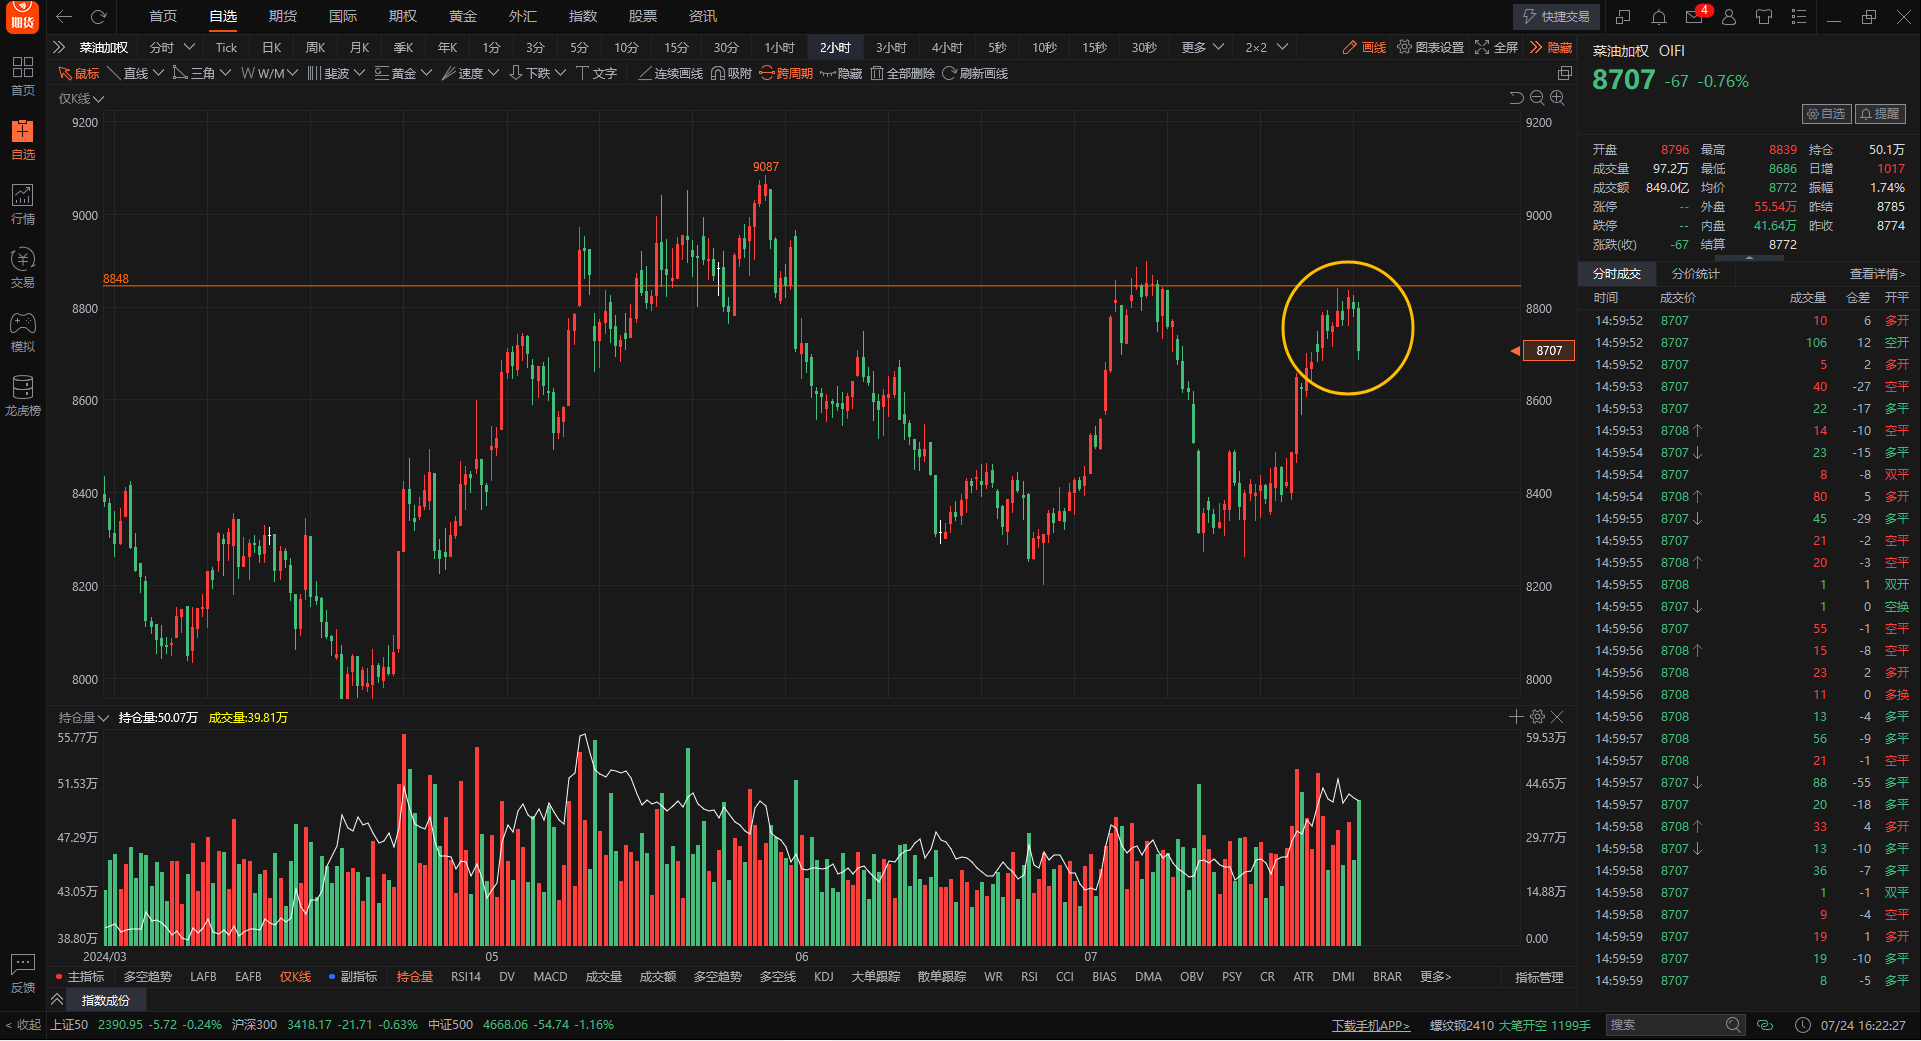 期货
首页 自选 期货 国际 期权 黄金 外汇 指数 股票 资讯
快捷交易 4
菜油加权 分时 Tick 日K 周K 月K 季K 年K 1分 3分 5分 10分 15分 30分 1小时 2小时 3小时 4小时 5秒 10秒 15秒 30秒 更多 2×2 画线 图表设置 全屏 隐藏
鼠标 直线 三角 W/M 斐波 黄金 速度 下跌 文字 连续画线 吸附 跨周期 隐藏 全部删除 刷新画线
仅K线
首页
自选
行情
交易
模拟
龙虎榜
反馈
< 收起
9200 9200
9087
9000 9000
8848
8800 8800
8707
8600 8600
8400 8400
8200 8200
8000 8000
持仓量 持仓量:50.07万 成交量:39.81万
55.77万 59.53万
51.53万 44.65万
47.29万 29.77万
43.05万 14.88万
38.80万 0.00
2024/03 05 06 07
主指标 多空趋势 LAFB EAFB 仅K线 副指标 持仓量 RSI14 DV MACD 成交量 成交额 多空趋势 多空线 KDJ 大单跟踪 散单跟踪 WR RSI CCI BIAS DMA OBV PSY CR ATR DMI BRAR 更多> 指标管理
指数成份
上证50 2390.95 -5.72 -0.24% 沪深300 3418.17 -21.71 -0.63% 中证500 4668.06 -54.74 -1.16%
下载手机APP> 螺纹钢2410 大笔开空 1199手 搜索 07/24 16:22:27
菜油加权 OIFI
8707 -67 -0.76%
自选 提醒
开盘 8796 最高 8839 持仓 50.1万
成交量 97.2万 最低 8686 日增 1017
成交额 849.0亿 均价 8772 振幅 1.74%
涨停 -- 外盘 55.54万 昨结 8785
跌停 -- 内盘 41.64万 昨收 8774
涨跌(收) -67 结算 8772
分时成交 分价统计 查看详情>
时间 成交价 成交量 仓差 开平
14:59:52 8707 10 6 多开
14:59:52 8707 106 12 空开
14:59:52 8707 5 2 多开
14:59:53 8707 40 -27 空平
14:59:53 8707 22 -17 多平
14:59:53 8708↑ 14 -10 空平
14:59:54 8707↓ 23 -15 多平
14:59:54 8707 8 -8 双平
14:59:54 8708↑ 80 5 多开
14:59:55 8707↓ 45 -29 多平
14:59:55 8707 21 -2 空平
14:59:55 8708↑ 20 -3 空平
14:59:55 8708 1 1 双开
14:59:55 8707↓ 1 0 空换
14:59:56 8707 55 -1 空平
14:59:56 8708↑ 15 -8 空平
14:59:56 8708 23 2 多开
14:59:56 8708 11 0 多换
14:59:56 8708 13 -4 多平
14:59:57 8708 56 -9 多平
14:59:57 8708 21 -1 空平
14:59:57 8707↓ 88 -55 多平
14:59:57 8707 20 -18 多平
14:59:58 8708↑ 33 4 多开
14:59:58 8707↓ 13 -10 多平
14:59:58 8707 36 -7 多平
14:59:58 8707 1 -1 双平
14:59:58 8707 9 -4 空平
14:59:59 8707 19 1 多开
14:59:59 8707 19 -10 多平
14:59:59 8707 8 -5 多平